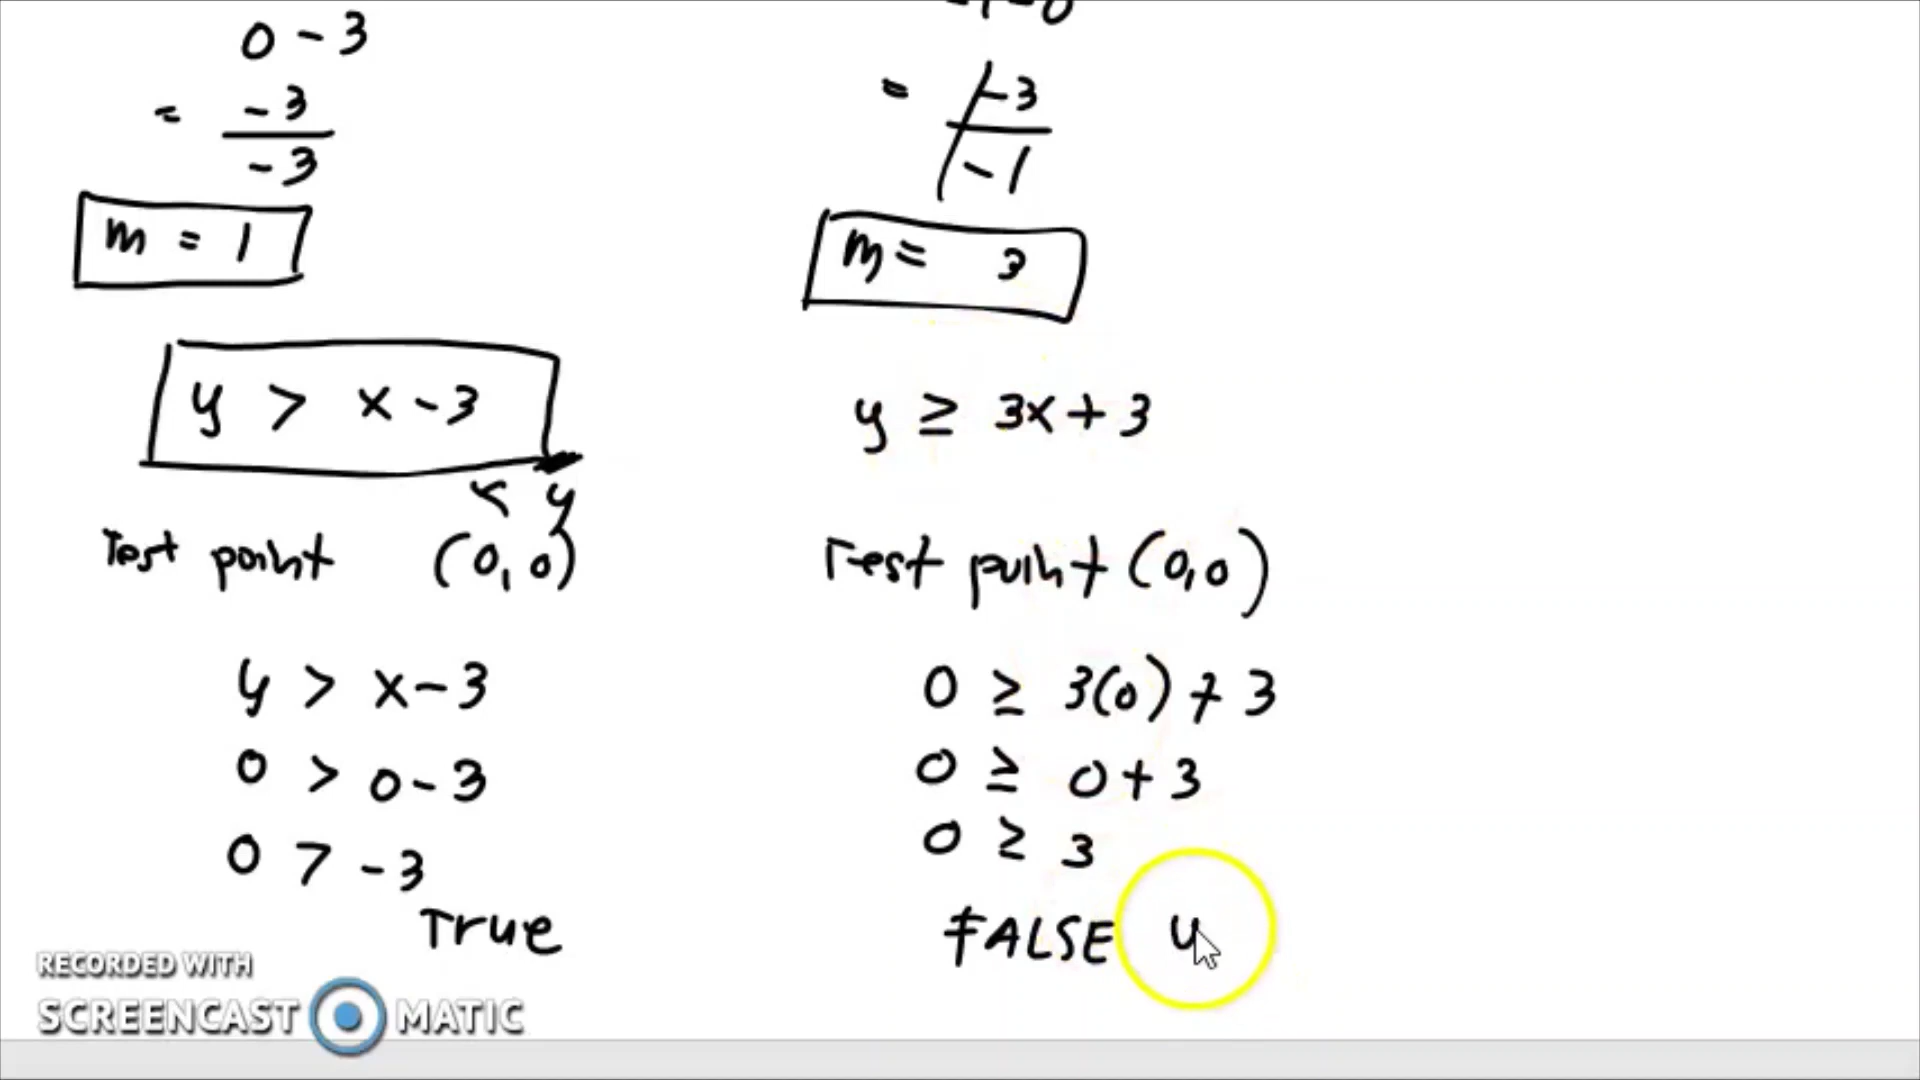 0 - 3
= -3
-3
m = 1
y > x - 3
x y
Test point (0, 0)
y > x - 3
0 > 0 - 3
0 > -3
True
= -3
-1
m = 3
y ≥ 3x + 3
Test point (0, 0)
0 ≥ 3(0) + 3
0 ≥ 0 + 3
0 ≥ 3
FALSE
RECORDED WITH
SCREENCAST MATIC